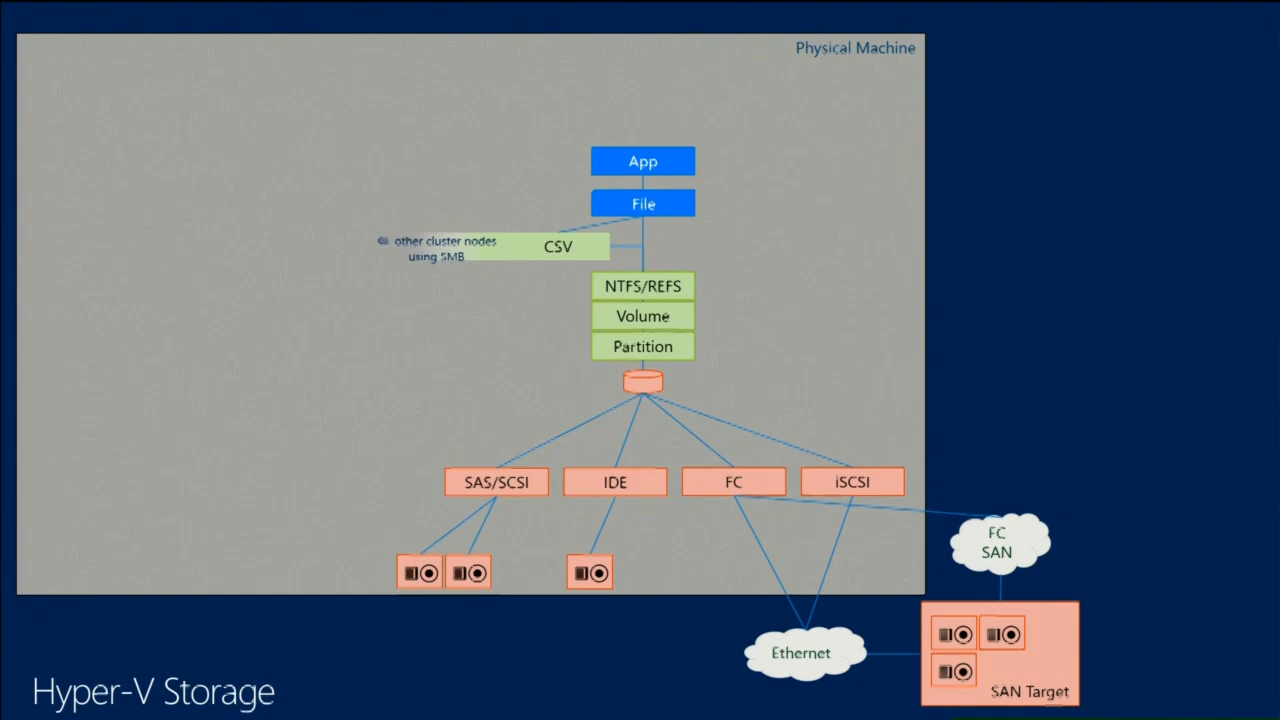 Physical Machine
App
File
other cluster nodes
using SMB
CSV
NTFS/REFS
Volume
Partition
SAS/SCSI
IDE
FC
iSCSI
FC
SAN
Ethernet
SAN Target
Hyper-V Storage